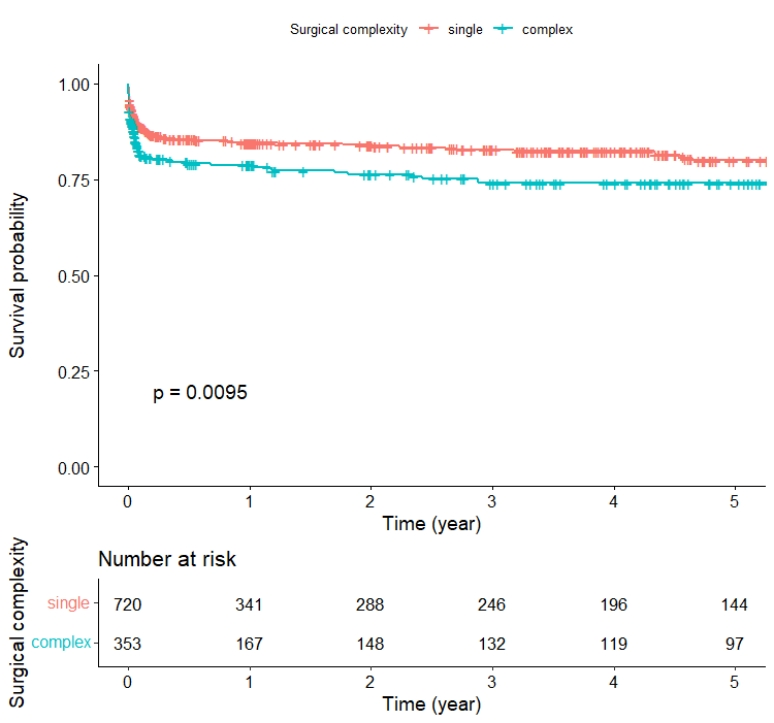 Surgical complexity single complex
1.00
0.75
0.50
0.25
0.00
Survival probability
p = 0.0095
0 1 2 3 4 5
Time (year)
Number at risk
Surgical complexity
single 720 341 288 246 196 144
complex 353 167 148 132 119 97
0 1 2 3 4 5
Time (year)